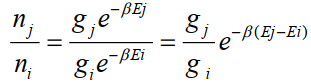 n_j / n_i = g_j e^{-βEj} / g_i e^{-βEi} = g_j / g_i e^{-β(Ej-Ei)}